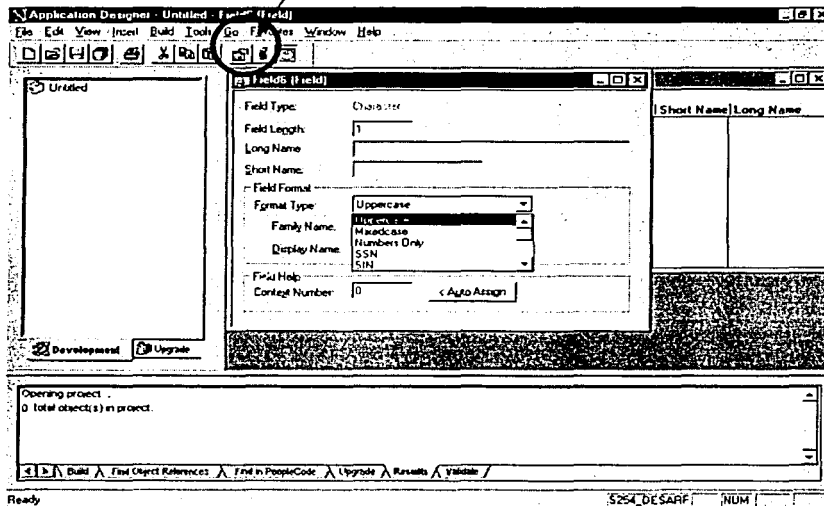 Application Designer - Untitled - Field6 (Field)
File Edit View Insert Build Tools Go Favorites Window Help
Untitled
Field6 (Field)
Field Type: Character
Field Length: 1
Long Name
Short Name:
Field Format
Format Type: Uppercase
Uppercase
Family Name:
Mixedcase
Numbers Only
Display Name:
SSN
SIN
Field Help
Context Number: 0 < Auto Assign
Short Name Long Name
Development Upgrade
Opening project .
0 total object(s) in project.
Build Find Object References Find in PeopleCode Upgrade Results Validate
Ready S254_DESARF NUM